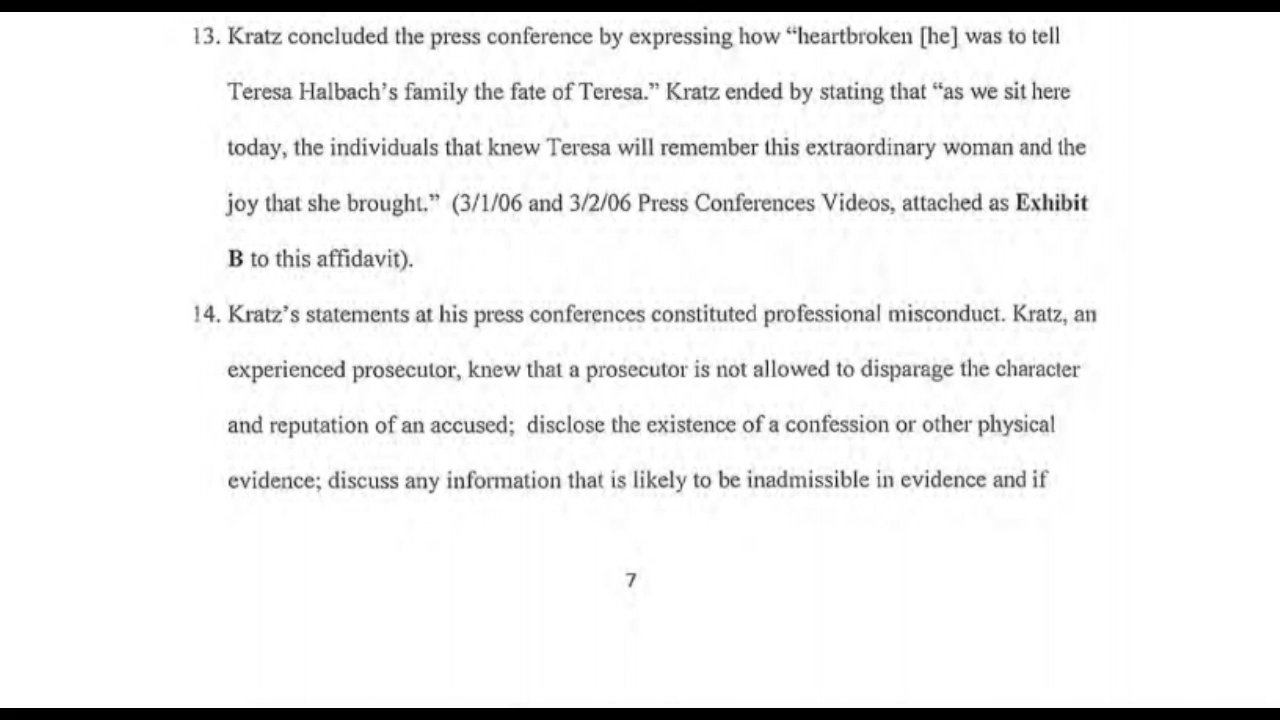 13. Kratz concluded the press conference by expressing how “heartbroken [he] was to tell
Teresa Halbach’s family the fate of Teresa.” Kratz ended by stating that “as we sit here
today, the individuals that knew Teresa will remember this extraordinary woman and the
joy that she brought.” (3/1/06 and 3/2/06 Press Conferences Videos, attached as Exhibit
B to this affidavit).
14. Kratz’s statements at his press conferences constituted professional misconduct. Kratz, an
experienced prosecutor, knew that a prosecutor is not allowed to disparage the character
and reputation of an accused; disclose the existence of a confession or other physical
evidence; discuss any information that is likely to be inadmissible in evidence and if
7